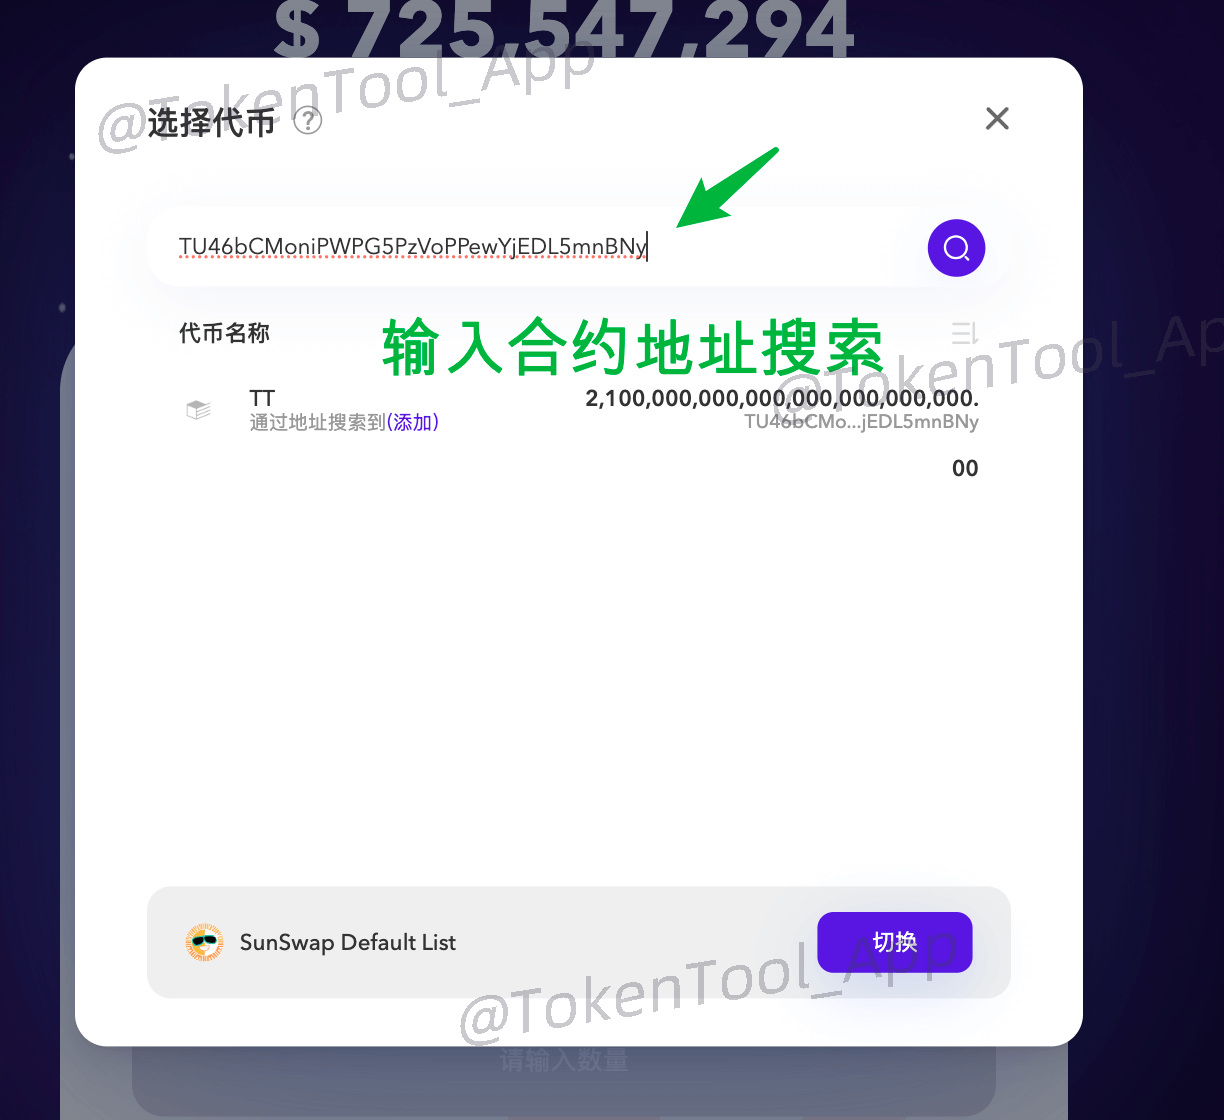 $ 725,547,294
@TokenTool_App
选择代币 ?
TU46bCMoniPWPG5PzVoPPewYjEDL5mnBNy
代币名称
输入合约地址搜索
@TokenTool_App
TT
2,100,000,000,000,000,000,000,000,000.
通过地址搜索到(添加)
TU46bCMo...jEDL5mnBNy
00
SunSwap Default List
切换
@TokenTool_App
请输入数量